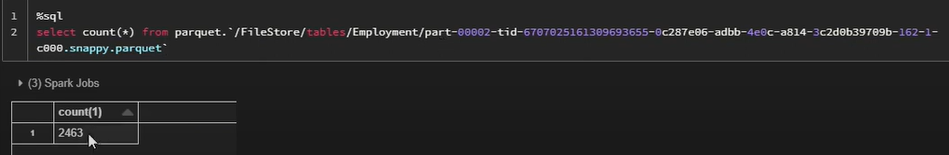 1 %sql
2 select count(*) from parquet.`/FileStore/tables/Employment/part-00002-tid-6707025161309693655-0c287e06-adbb-4e0c-a814-3c2d0b39709b-162-1-
c000.snappy.parquet`
(3) Spark Jobs
count(1)
1 2463